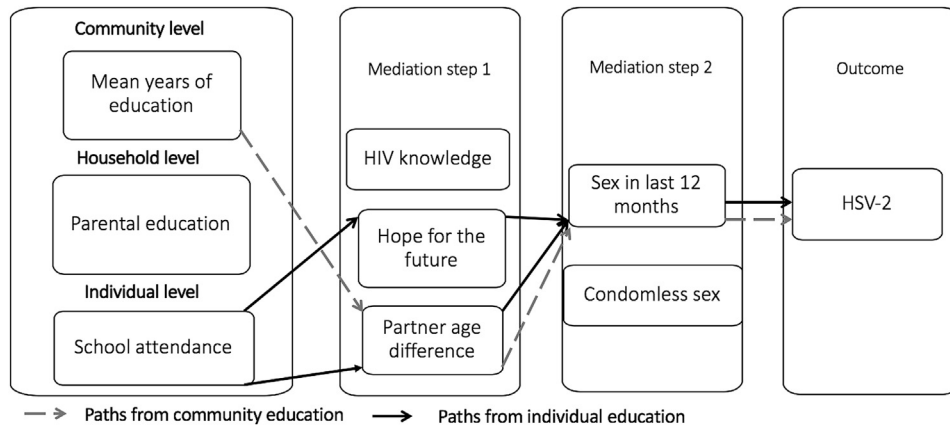 Community level
Mean years of
education
Household level
Parental education
Individual level
School attendance
Mediation step 1
HIV knowledge
Hope for the
future
Partner age
difference
Mediation step 2
Sex in last 12
months
Condomless sex
Outcome
HSV-2
Paths from community education
Paths from individual education